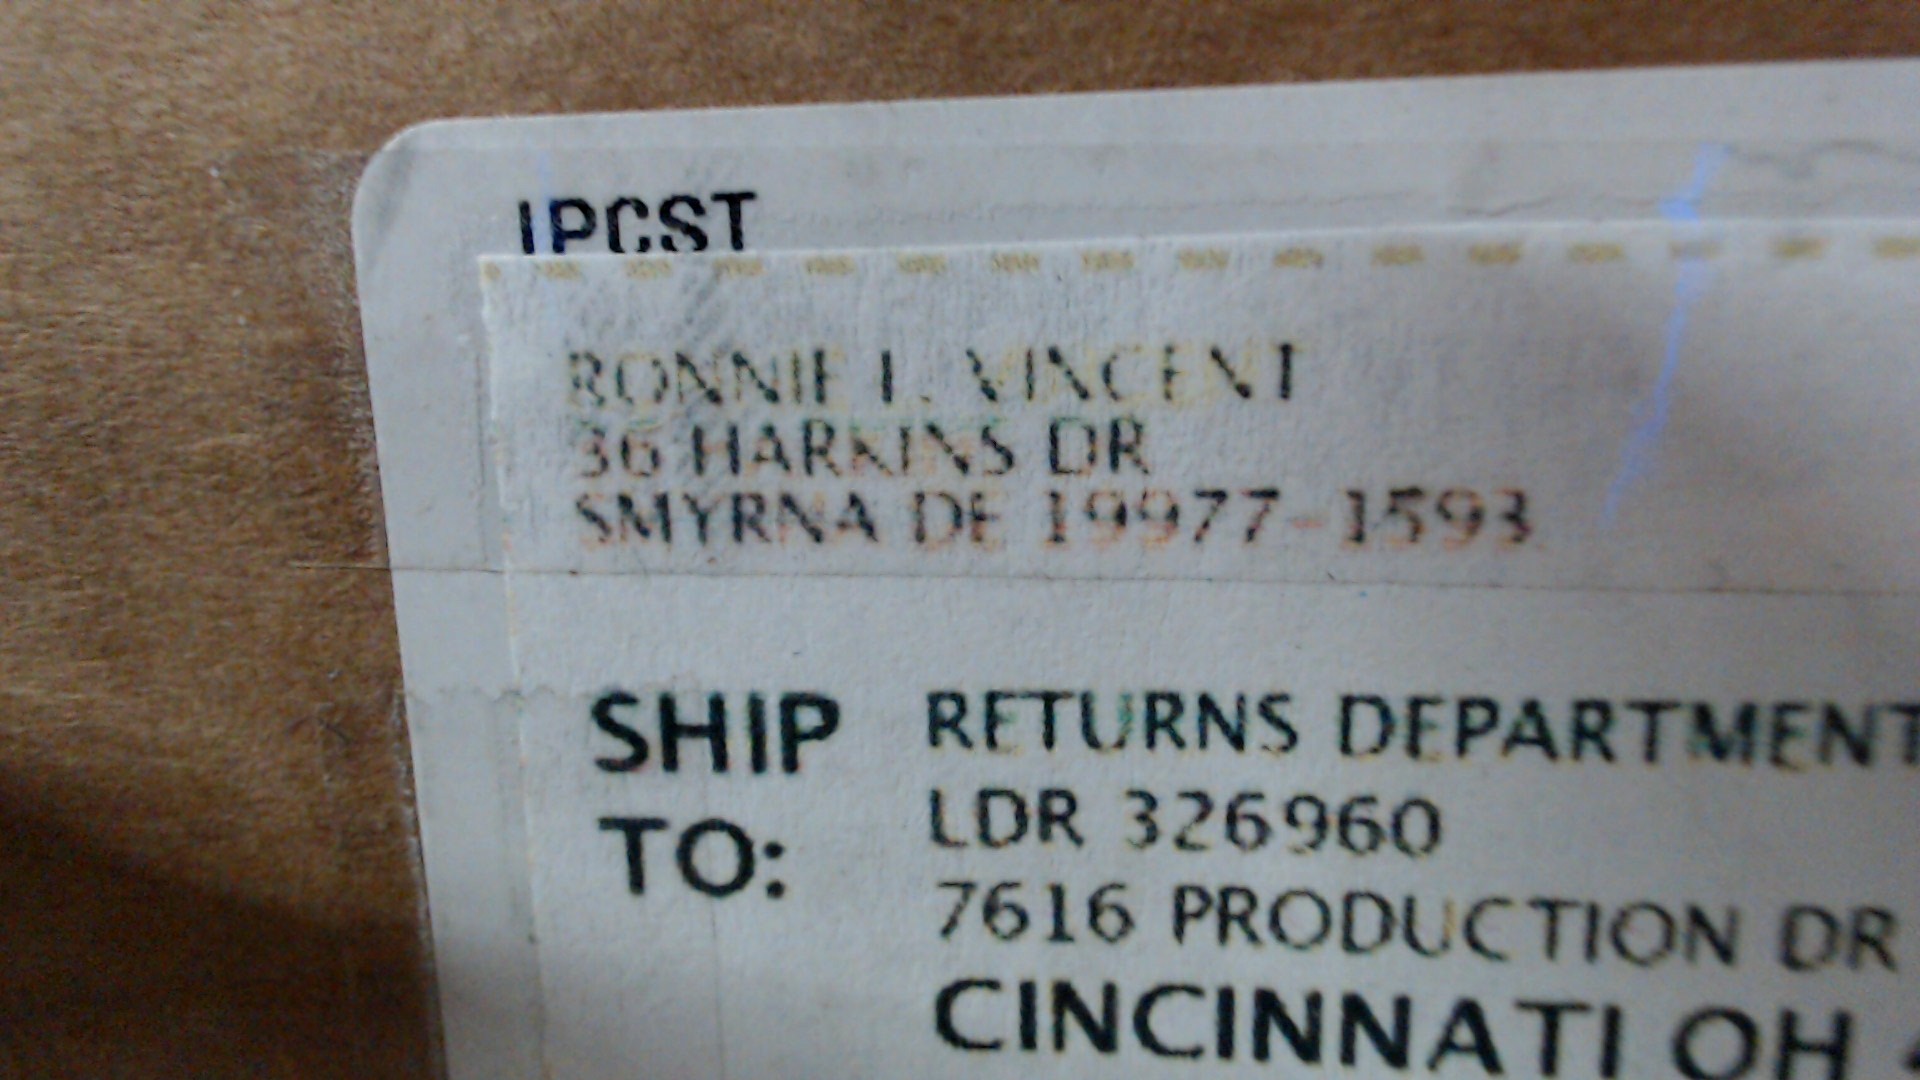 IPCST
RONNIE L. VINCENT
36 HARKINS DR
SMYRNA DE 19977-1593
SHIP TO:
RETURNS DEPARTMENT
LDR 326960
7616 PRODUCTION DR
CINCINNATI OH